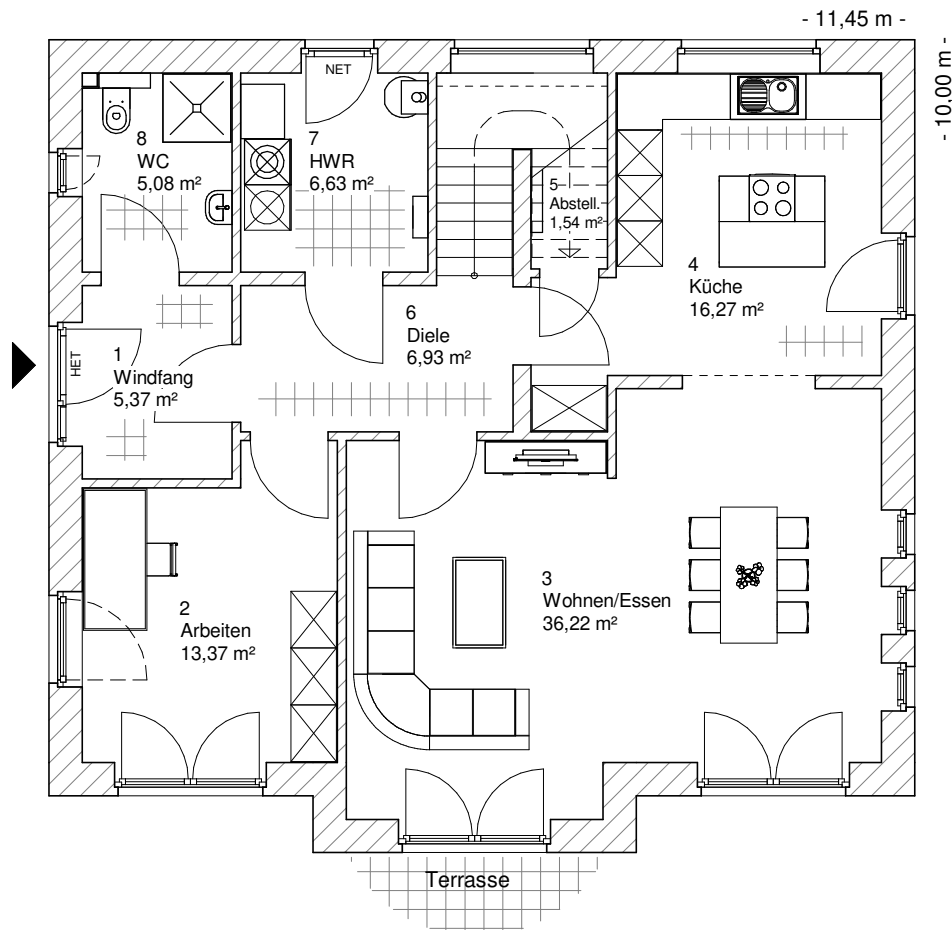 - 11,45 m -
- 10,00 m -
NET
8
WC
5,08 m²
7
HWR
6,63 m²
5
Abstell.
1,54 m²
4
Küche
16,27 m²
6
Diele
6,93 m²
HET
1
Windfang
5,37 m²
3
Wohnen/Essen
36,22 m²
2
Arbeiten
13,37 m²
Terrasse